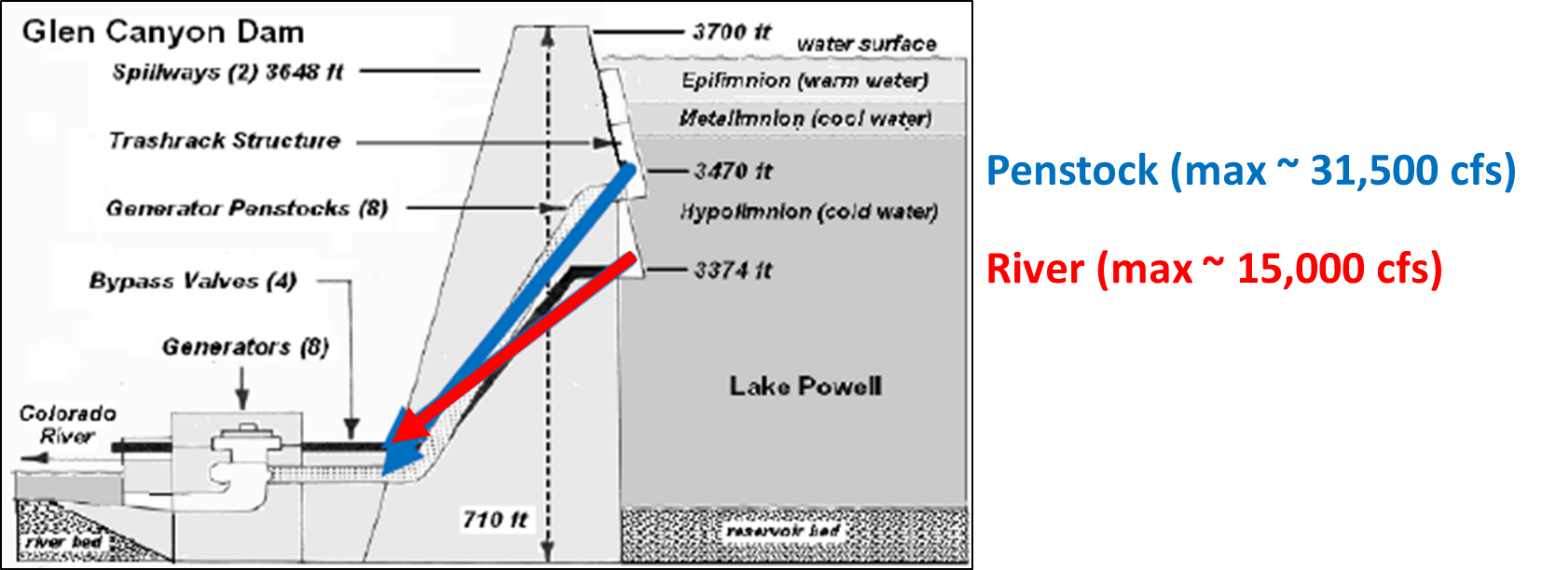 Glen Canyon Dam
3700 ft
water surface
Spillways (2) 3648 ft
Epilimnion (warm water)
Metalimnion (cool water)
Trashrack Structure
3470 ft
Penstock (max ~ 31,500 cfs)
Generator Penstocks (8)
Hypolimnion (cold water)
3374 ft
River (max ~ 15,000 cfs)
Bypass Valves (4)
Generators (8)
Lake Powell
Colorado
River
710 ft
reservoir bed
river bed